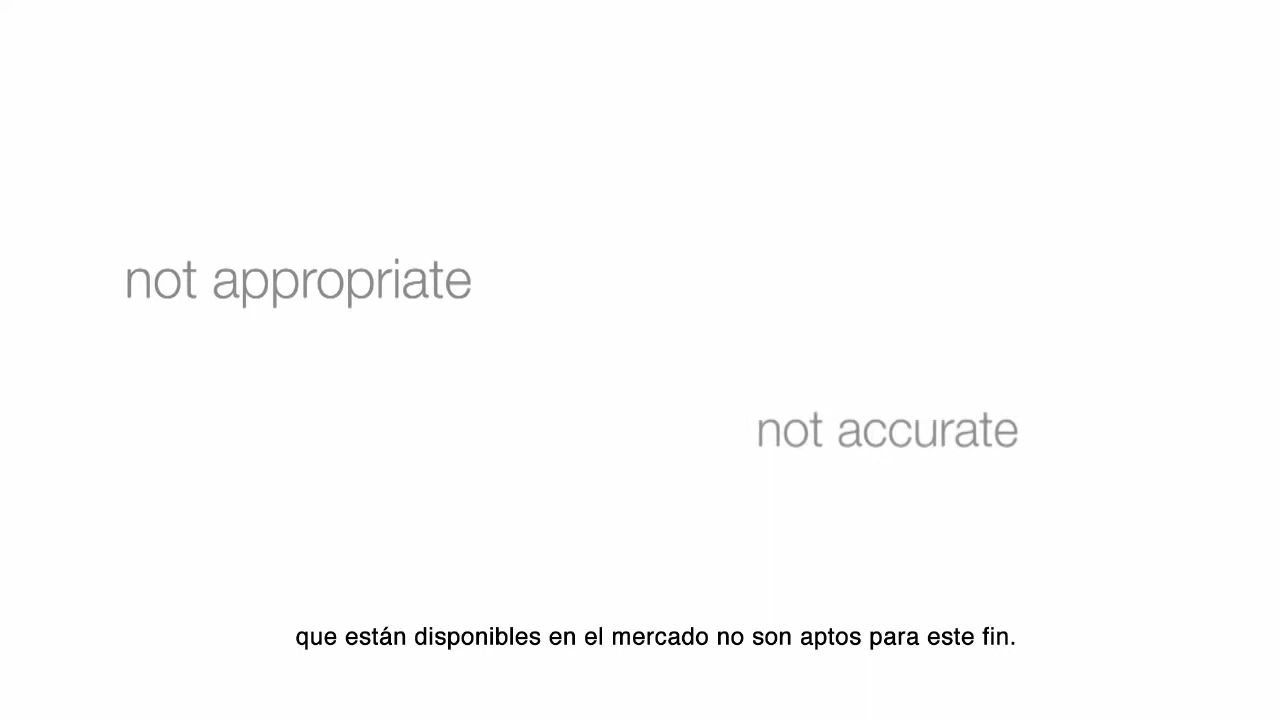 not appropriate
not accurate
que están disponibles en el mercado no son aptos para este fin.